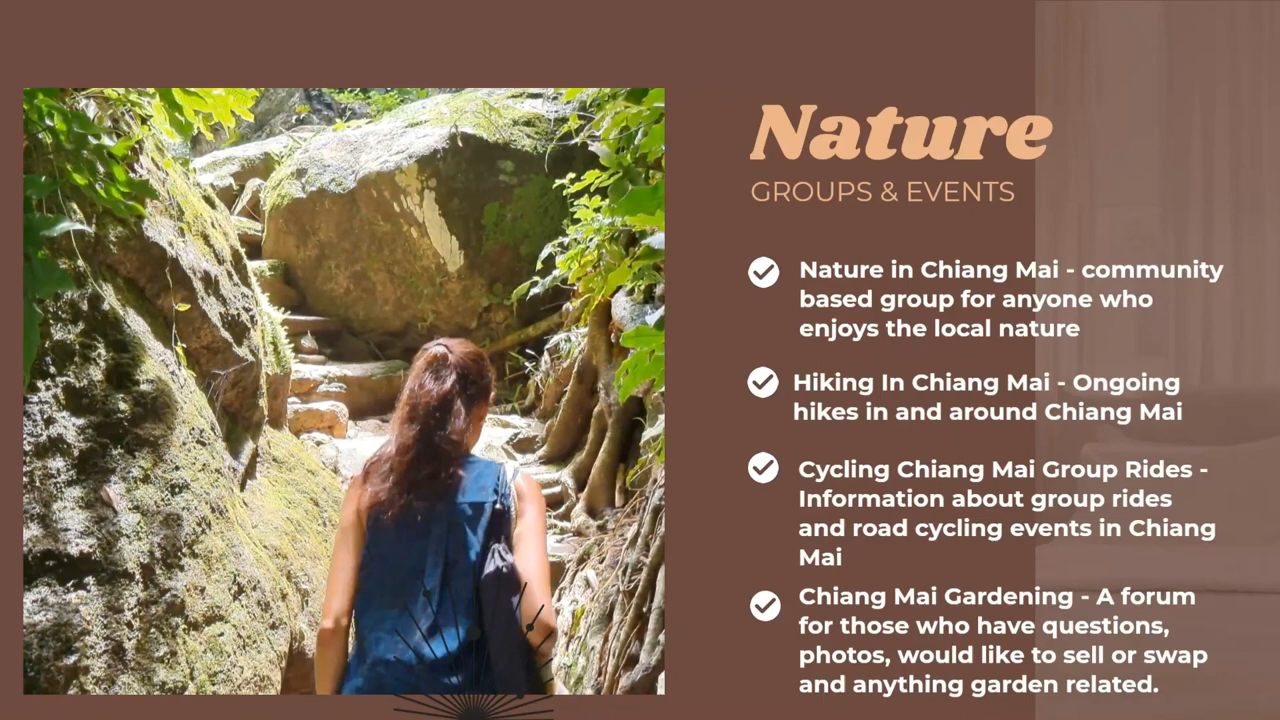 Nature
GROUPS & EVENTS
Nature in Chiang Mai - community
based group for anyone who
enjoys the local nature
Hiking In Chiang Mai - Ongoing
hikes in and around Chiang Mai
Cycling Chiang Mai Group Rides -
Information about group rides
and road cycling events in Chiang
Mai
Chiang Mai Gardening - A forum
for those who have questions,
photos, would like to sell or swap
and anything garden related.